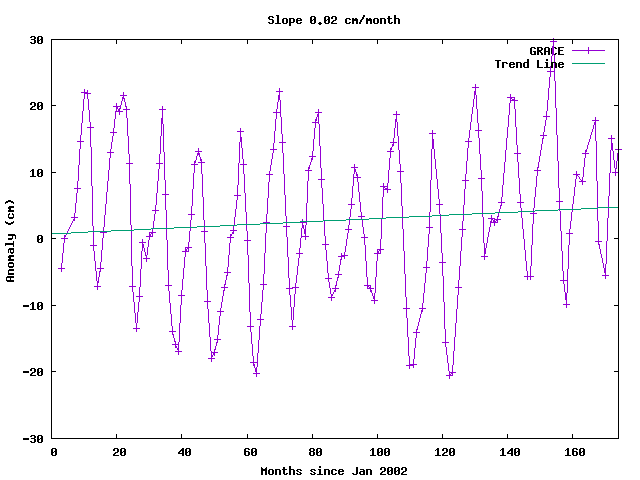 Slope 0.02 cm/month
GRACE
Trend Line
30
20
10
0
-10
-20
-30
Anomaly (cm)
0 20 40 60 80 100 120 140 160
Months since Jan 2002